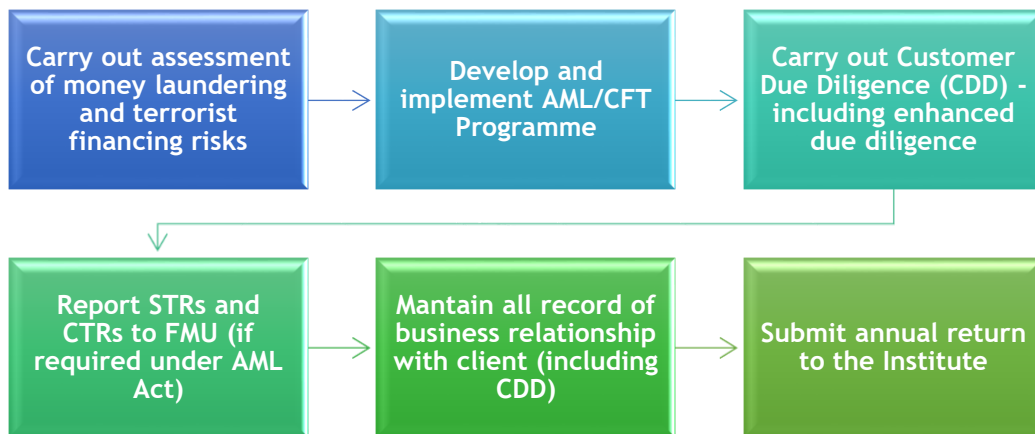 Carry out assessment
of money laundering
and terrorist
financing risks
Develop and
implement AML/CFT
Programme
Carry out Customer
Due Diligence (CDD) -
including enhanced
due diligence
Report STRs and
CTRs to FMU (if
required under AML
Act)
Mantain all record of
business relationship
with client (including
CDD)
Submit annual return
to the Institute